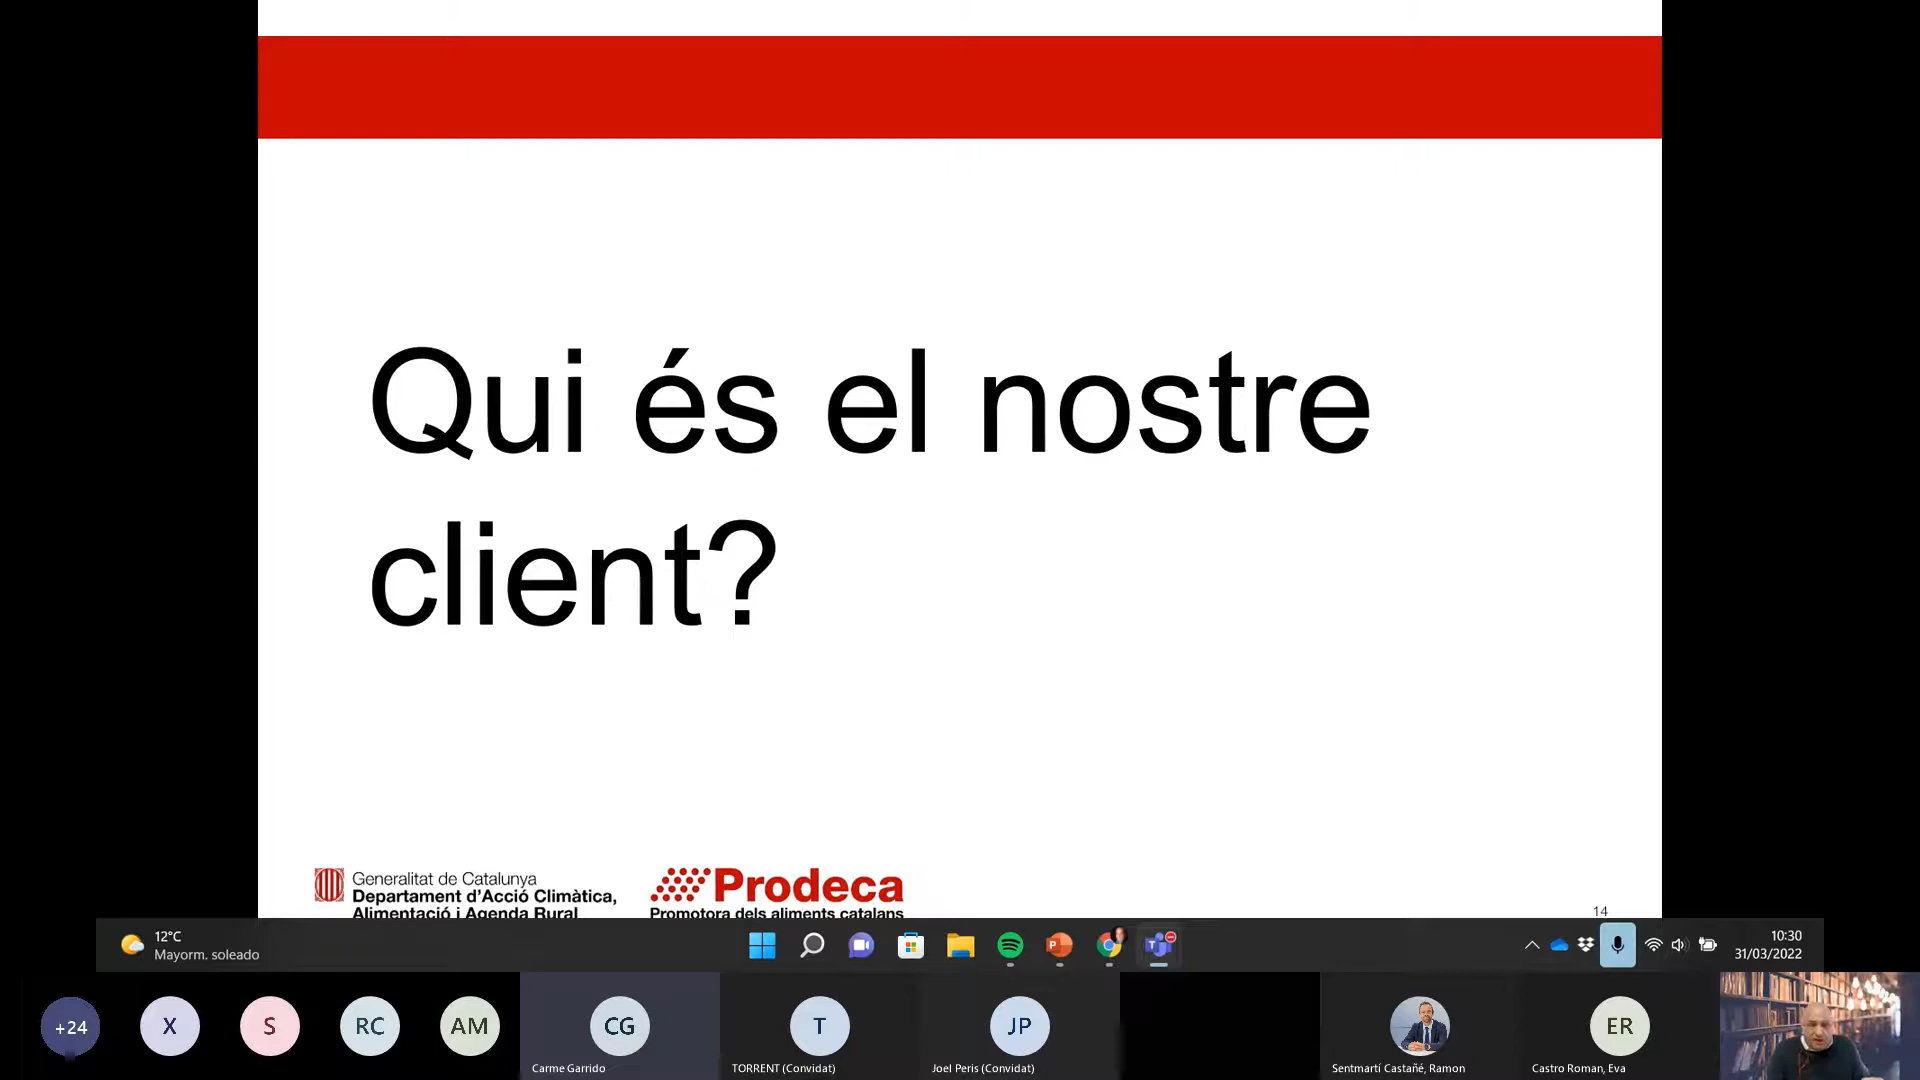 Qui és el nostre
client?
Generalitat de Catalunya
Departament d'Acció Climàtica,
Alimentació i Agenda Rural
Prodeca
Promotora dels aliments catalans
14
12°C
Mayorm. soleado
10:30
31/03/2022
+24
X
S
RC
AM
CG
T
JP
ER
Carme Garrido
TORRENT (Convidat)
Joel Peris (Convidat)
Sentmartí Castañé, Ramon
Castro Roman, Eva